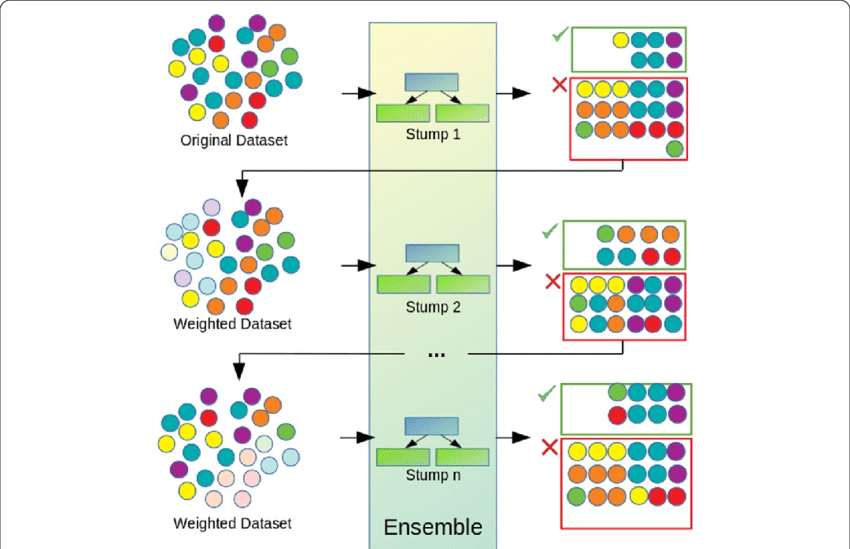 Original Dataset
Stump 1
Weighted Dataset
Stump 2
...
Weighted Dataset
Stump n
Ensemble